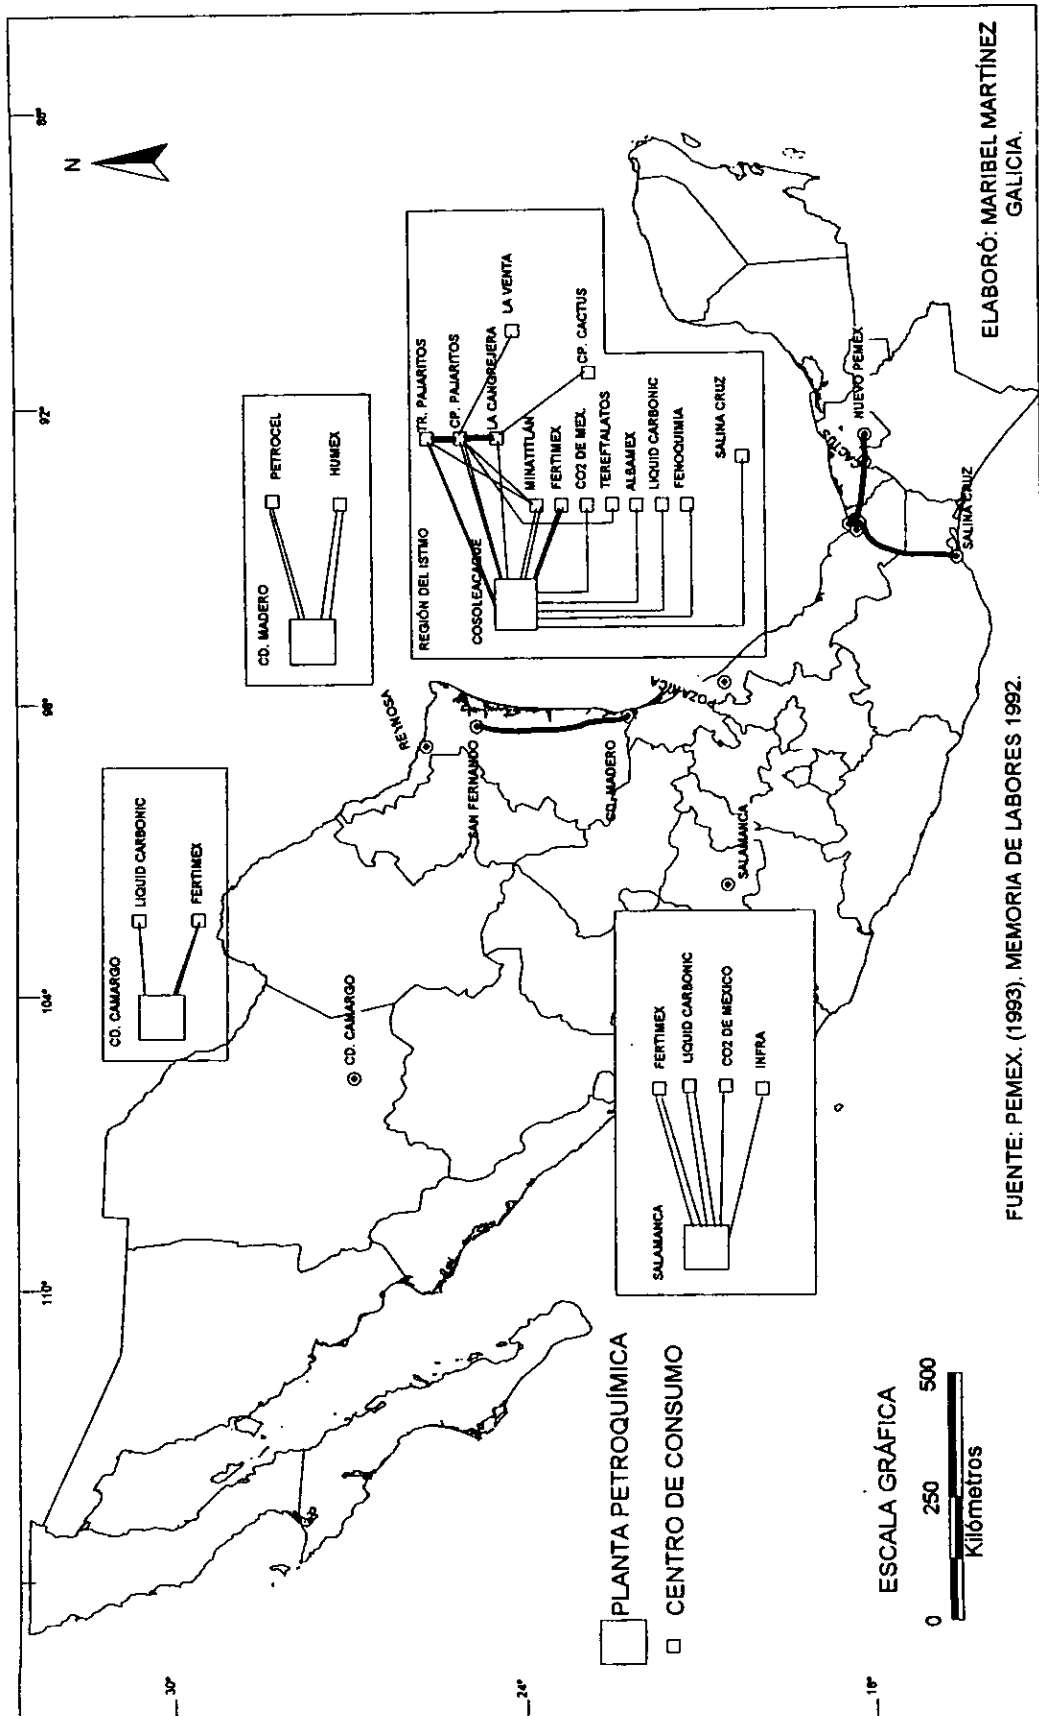 116°
110°
104°
98°
92°
86°
30°
24°
18°
N
CD. CAMARGO
LIQUID CARBONIC
FERTIMEX
CD. MADERO
PETROCEL
HUMEX
REGIÓN DEL ISTMO
TR. PAJARITOS
CP. PAJARITOS
LA CANGREJERA
LA VENTA
CP. CACTUS
COSOLEACAQUE
MINATITLÁN
FERTIMEX
CO2 DE MEX.
TEREFTALATOS
ALBAMEX
LIQUID CARBONIC
FENOQUIMIA
SALINA CRUZ
SALAMANCA
FERTIMEX
LIQUID CARBONIC
CO2 DE MÉXICO
INFRA
CD. CAMARGO
REYNOSA
SAN FERNANDO
CD. MADERO
POZA RICA
SALAMANCA
CACTUS
NUEVO PEMEX
SALINA CRUZ
PLANTA PETROQUÍMICA
CENTRO DE CONSUMO
ESCALA GRÁFICA
0 250 500
Kilómetros
FUENTE: PEMEX. (1993). MEMORIA DE LABORES 1992.
ELABORÓ: MARIBEL MARTÍNEZ
GALICIA.